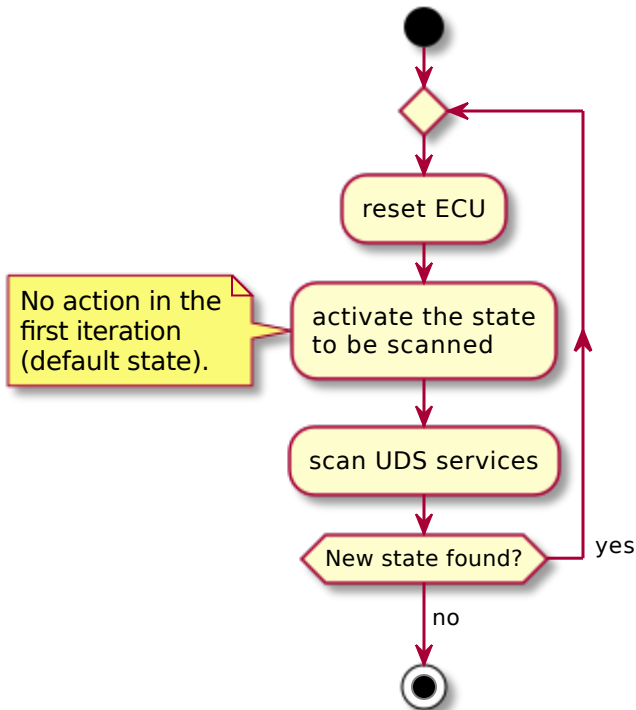 reset ECU
No action in the
first iteration
(default state).
activate the state
to be scanned
scan UDS services
New state found?
yes
no